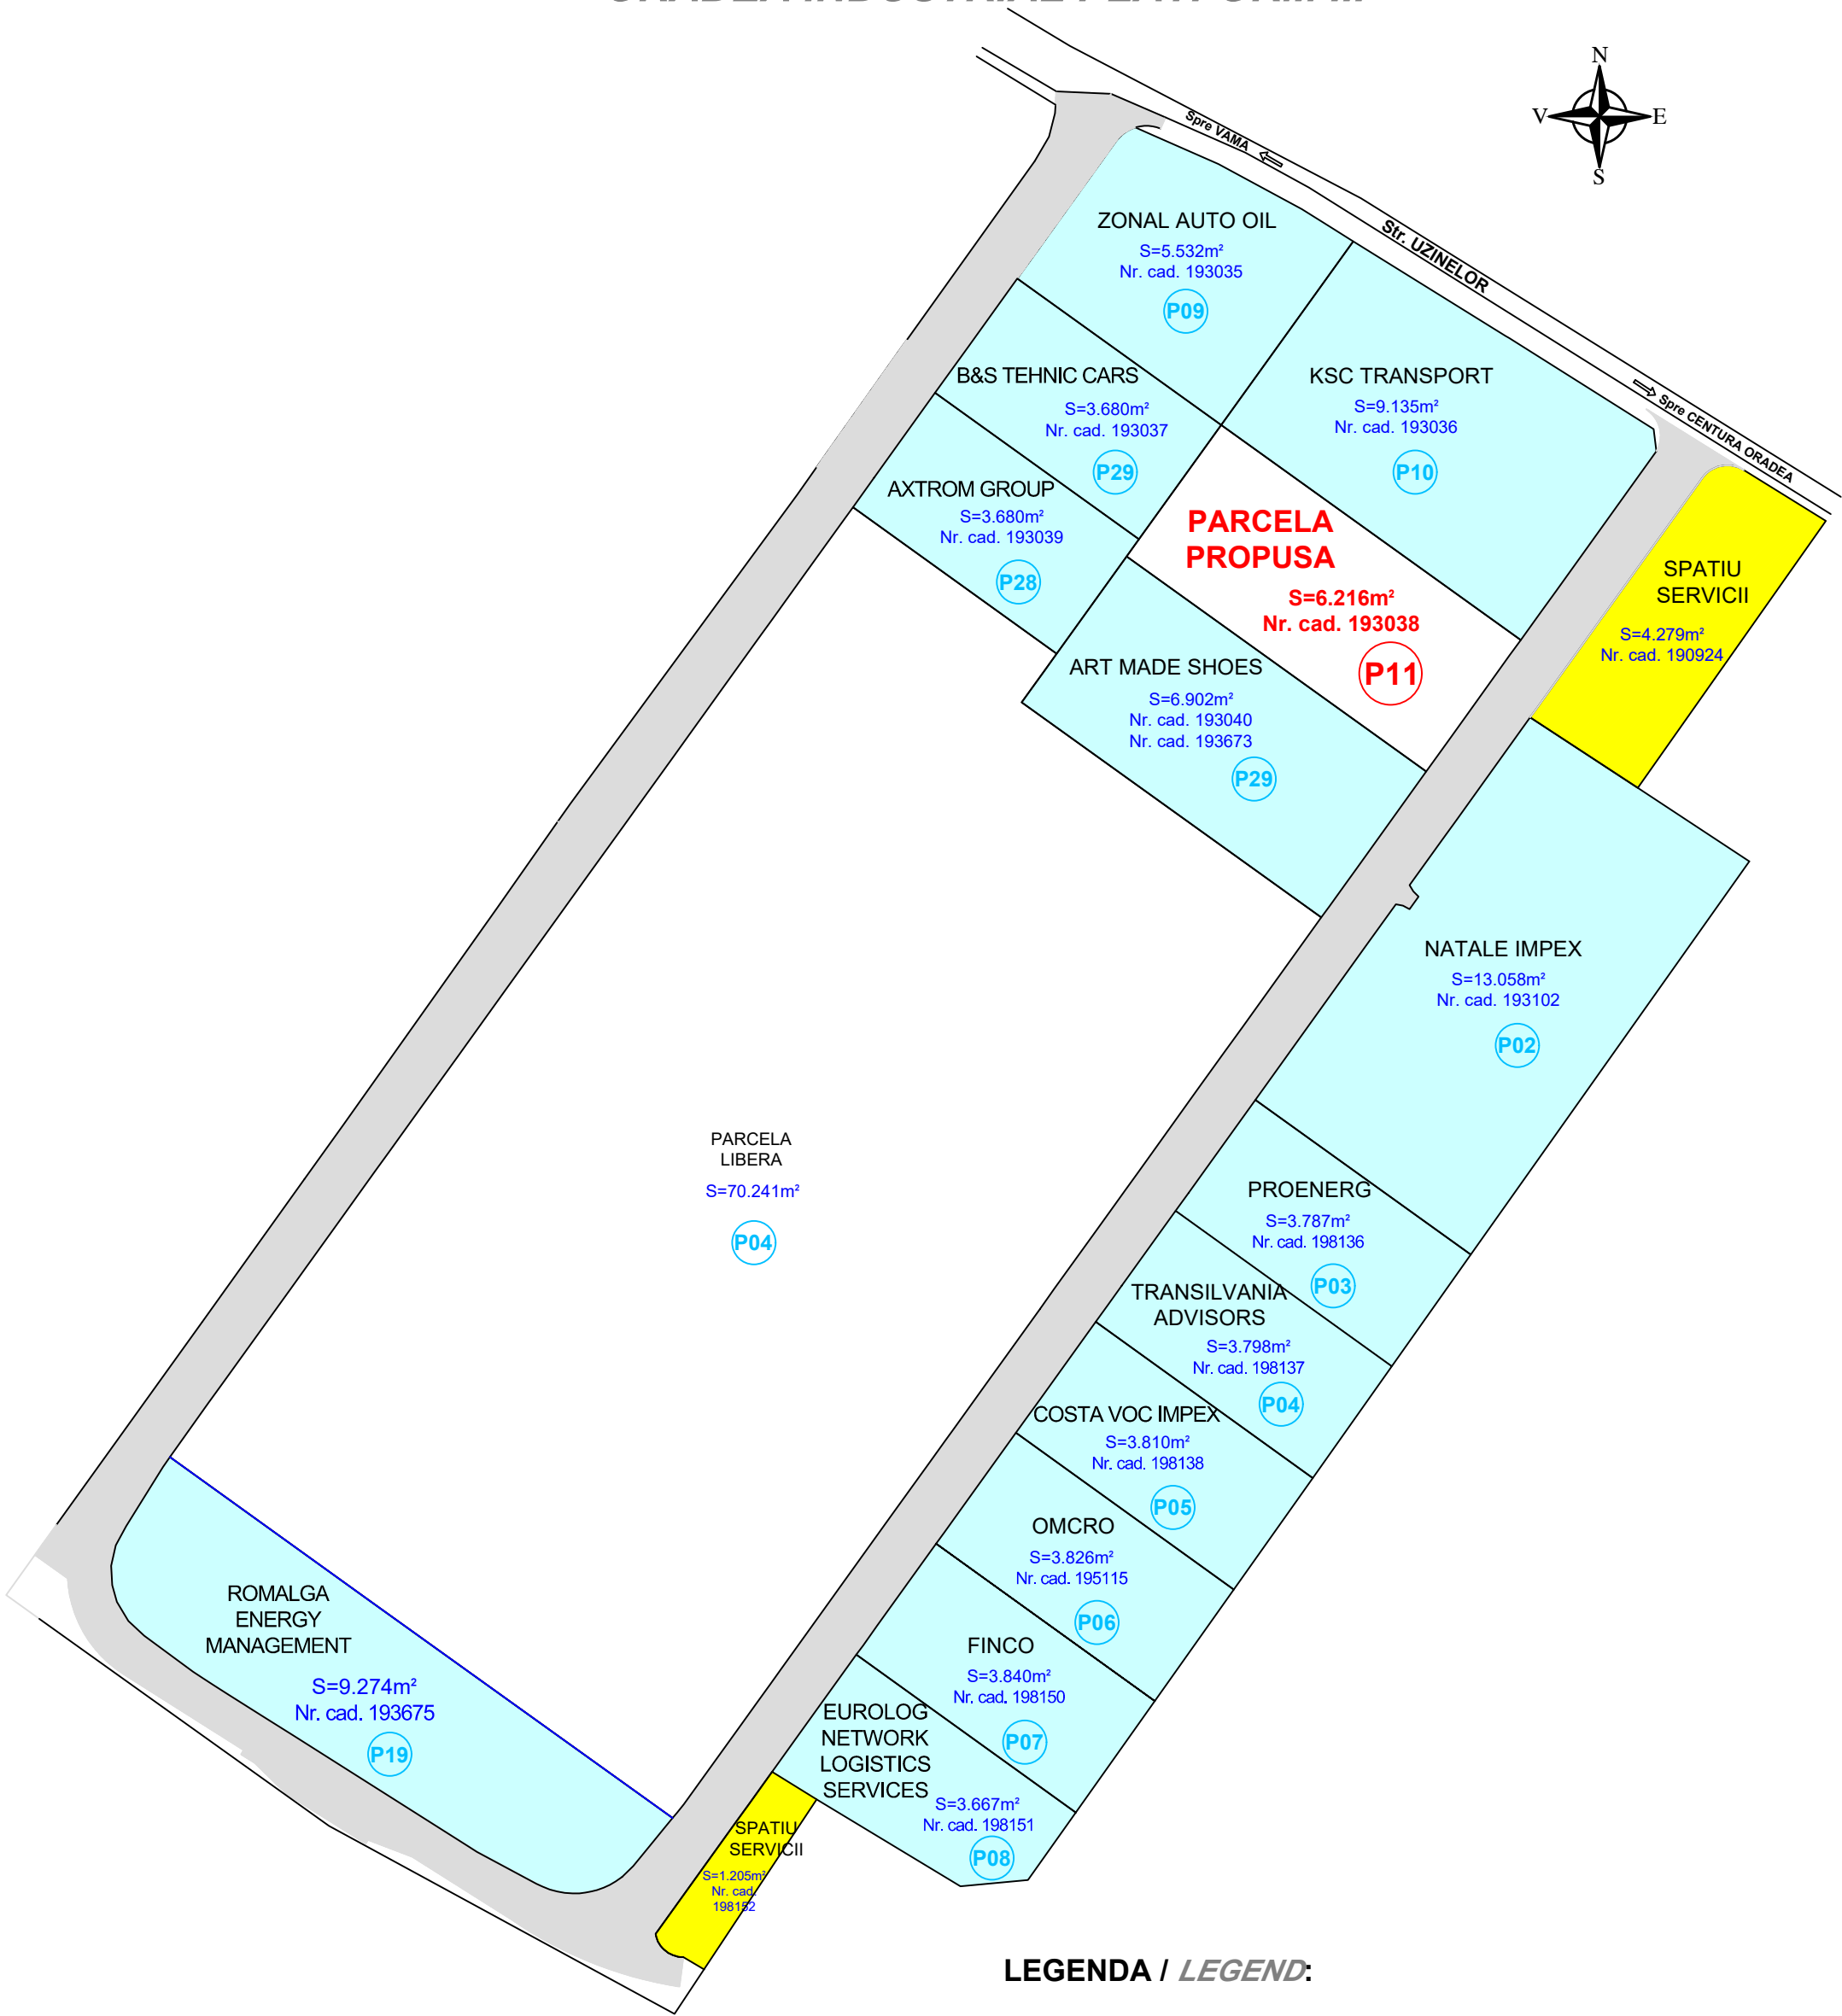 N
V E
S
Spre VAMA
Str. UZINELOR
Spre CENTURA ORADEA
ZONAL AUTO OIL
S=5.532m²
Nr. cad. 193035
P09
B&S TEHNIC CARS
S=3.680m²
Nr. cad. 193037
P29
KSC TRANSPORT
S=9.135m²
Nr. cad. 193036
P10
AXTROM GROUP
S=3.680m²
Nr. cad. 193039
P28
PARCELA
PROPUSA
S=6.216m²
Nr. cad. 193038
P11
SPATIU
SERVICII
S=4.279m²
Nr. cad. 190924
ART MADE SHOES
S=6.902m²
Nr. cad. 193040
Nr. cad. 193673
P29
NATALE IMPEX
S=13.058m²
Nr. cad. 193102
P02
PARCELA
LIBERA
S=70.241m²
P04
PROENERG
S=3.787m²
Nr. cad. 198136
P03
TRANSILVANIA
ADVISORS
S=3.798m²
Nr. cad. 198137
P04
COSTA VOC IMPEX
S=3.810m²
Nr. cad. 198138
P05
OMCRO
S=3.826m²
Nr. cad. 195115
P06
ROMALGA
ENERGY
MANAGEMENT
S=9.274m²
Nr. cad. 193675
P19
FINCO
S=3.840m²
Nr. cad. 198150
P07
EUROLOG
NETWORK
LOGISTICS
SERVICES
S=3.667m²
Nr. cad. 198151
P08
SPATIU
SERVICII
S=1.205m²
Nr. cad.
198152
LEGENDA / LEGEND: